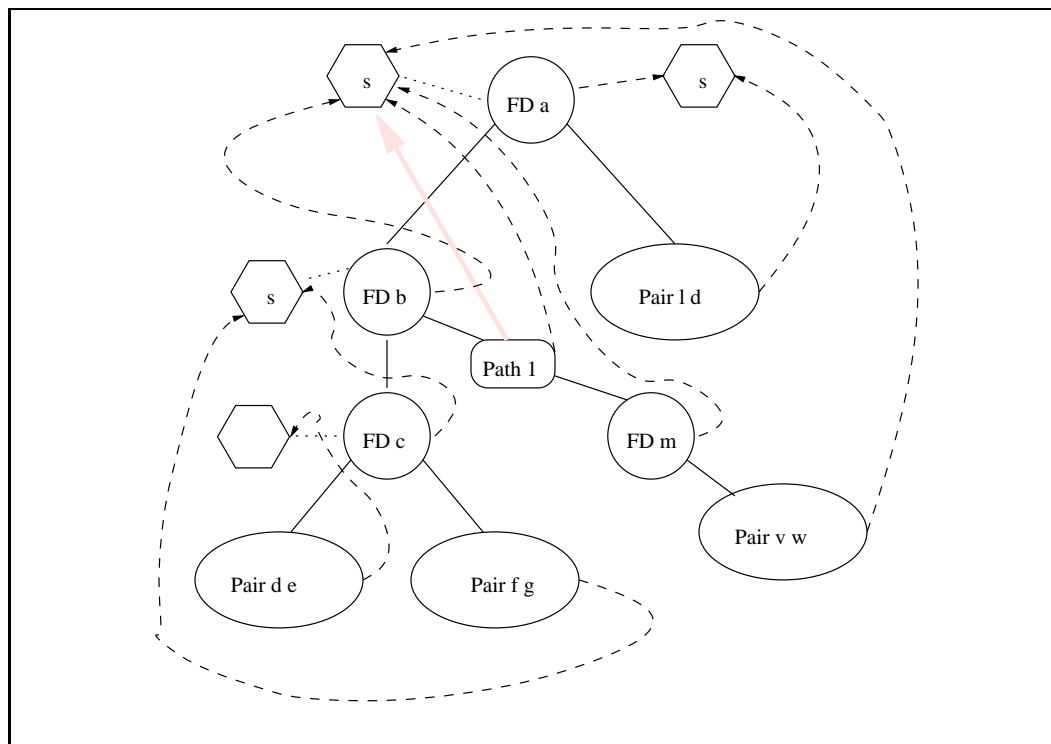 s
s
FD a
s
FD b
Pair l d
Path 1
FD c
FD m
Pair v w
Pair d e
Pair f g